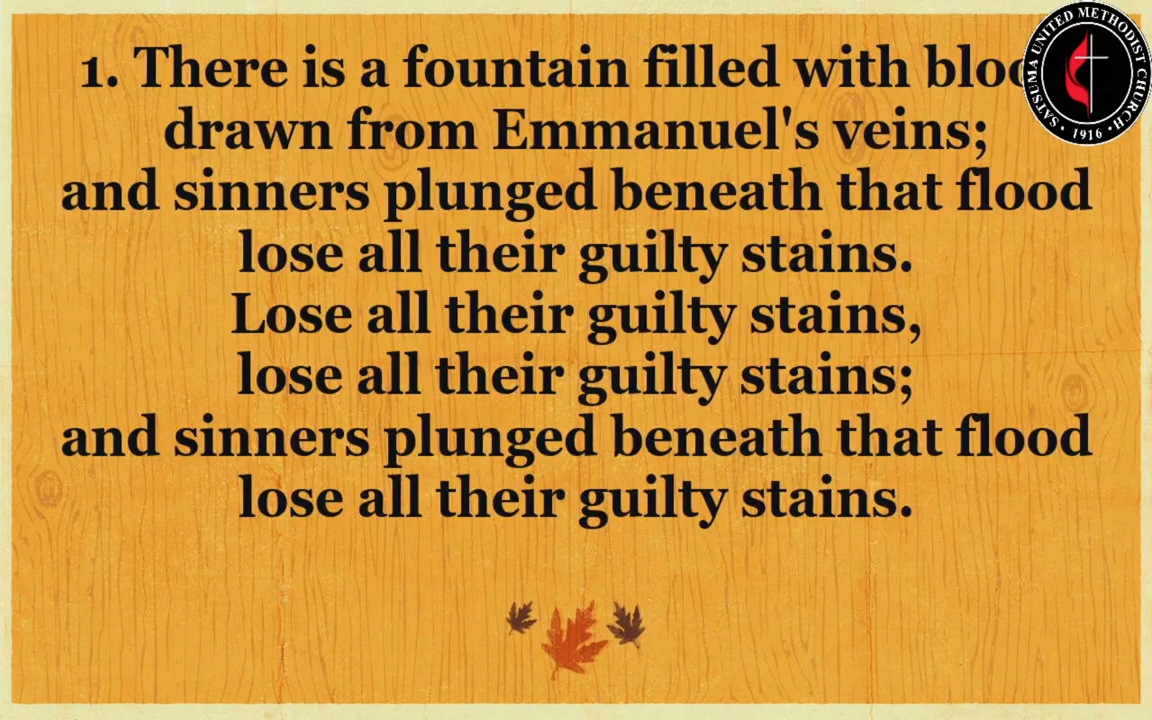 1. There is a fountain filled with bloo
drawn from Emmanuel's veins;
and sinners plunged beneath that flood
lose all their guilty stains.
Lose all their guilty stains,
lose all their guilty stains;
and sinners plunged beneath that flood
lose all their guilty stains.
SATSUMA UNITED METHODIST CHURCH
• 1916 •